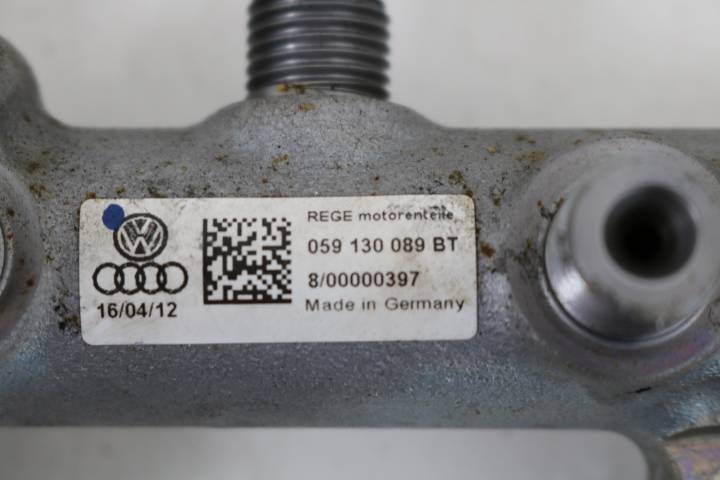 REGE motorenteile
059 130 089 BT
8/00000397
Made in Germany
16/04/12